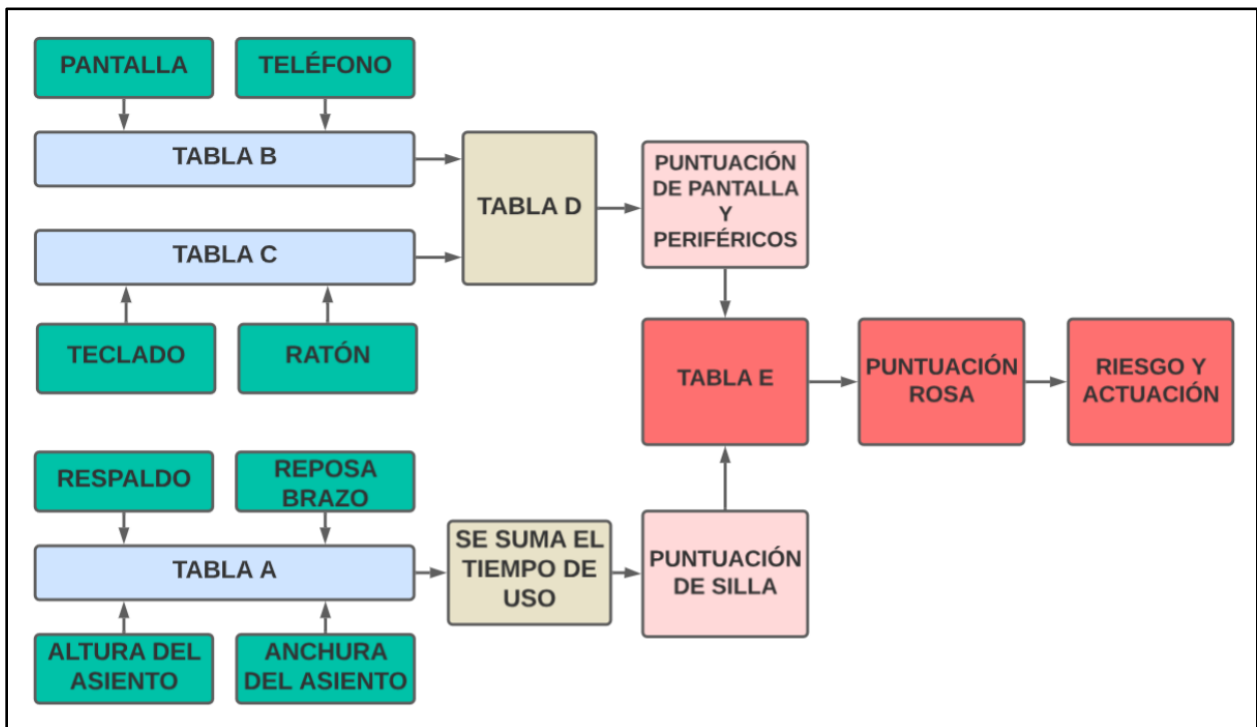 PANTALLA
TELÉFONO
TABLA B
TABLA C
TECLADO
RATÓN
TABLA D
PUNTUACIÓN
DE PANTALLA
Y
PERIFÉRICOS
TABLA E
PUNTUACIÓN
ROSA
RIESGO Y
ACTUACIÓN
RESPALDO
REPOSA
BRAZO
TABLA A
ALTURA DEL
ASIENTO
ANCHURA
DEL ASIENTO
SE SUMA EL
TIEMPO DE
USO
PUNTUACIÓN
DE SILLA